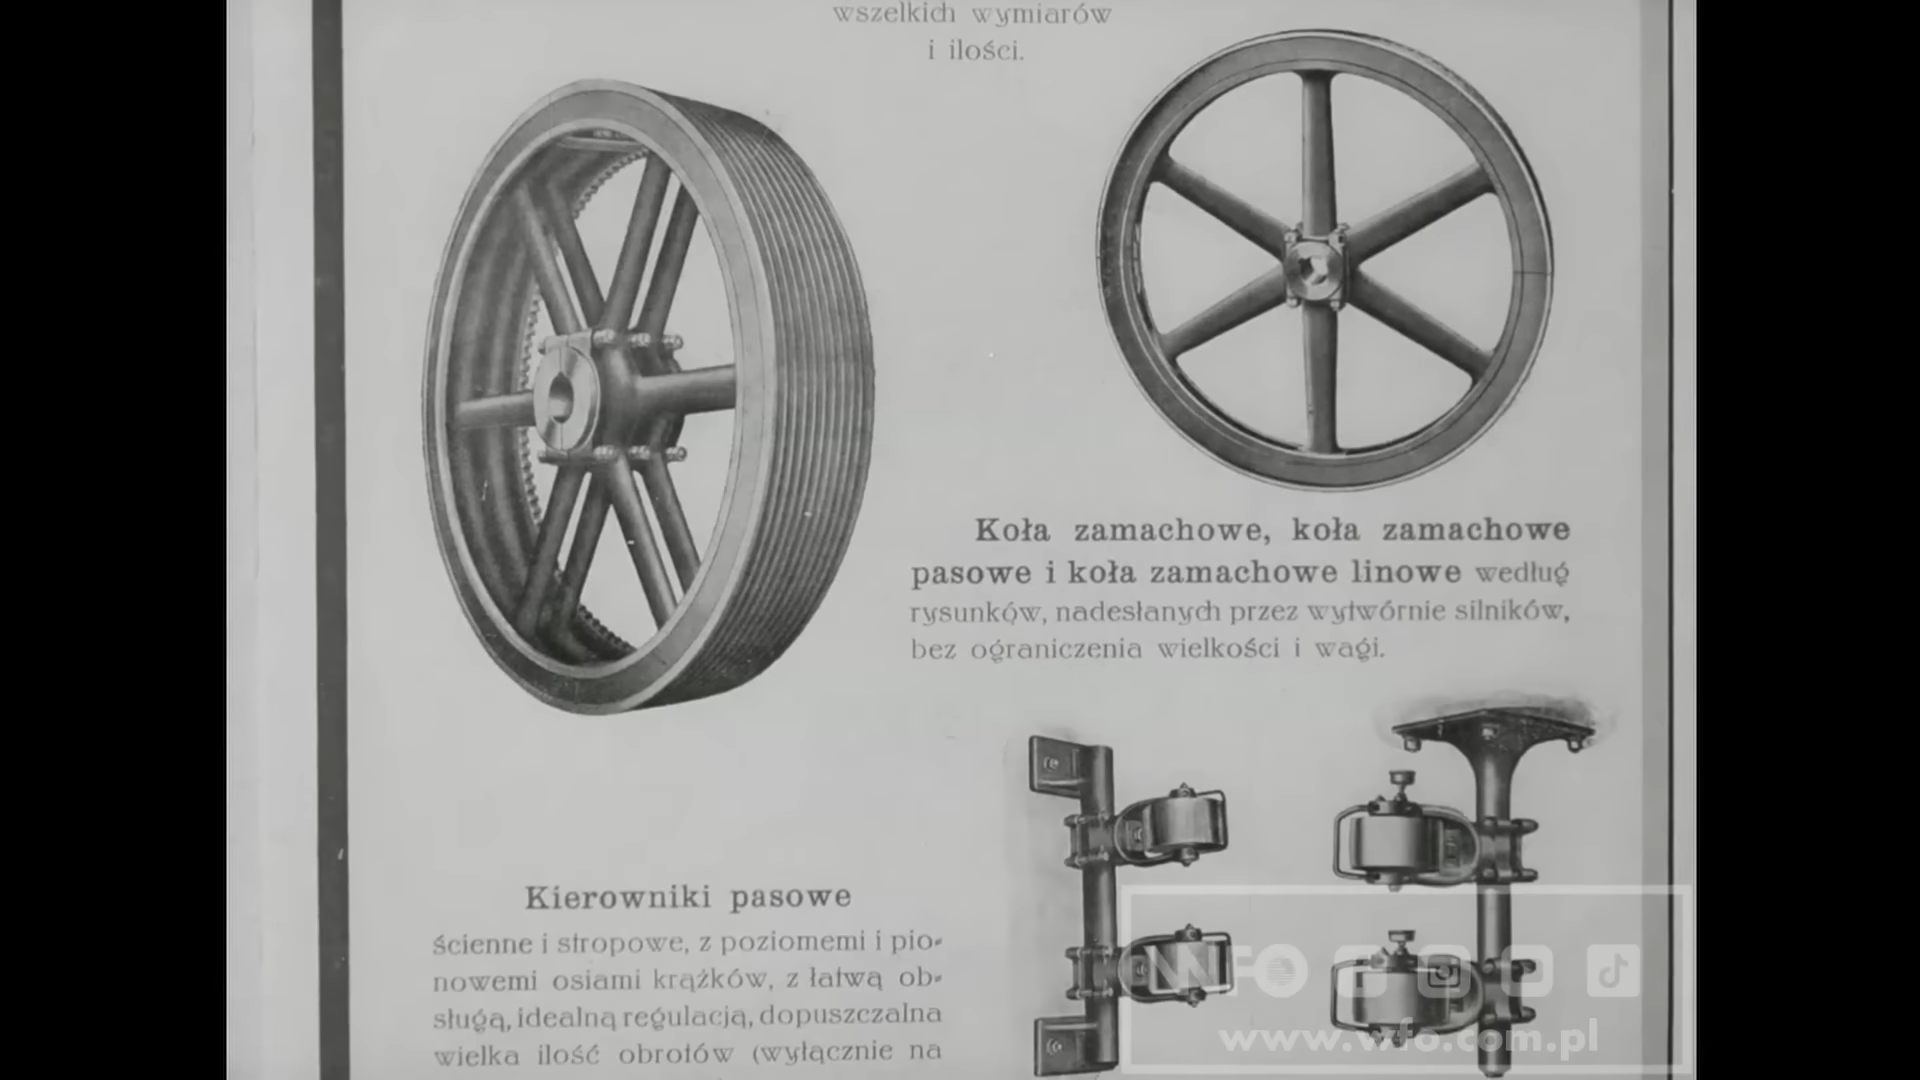 wszelkich wymiarów
i ilości.
Koła zamachowe, koła zamachowe
pasowe i koła zamachowe linowe według
rysunków, nadesłanych przez wytwórnie silników,
bez ograniczenia wielkości i wagi.
Kierowniki pasowe
ścienne i stropowe, z poziomemi i pio-
nowemi osiami krążków, z łatwą ob-
sługą, idealną regulacją, dopuszczalna
wielka ilość obrotów (wyłącznie na
WFO
www.wfo.com.pl